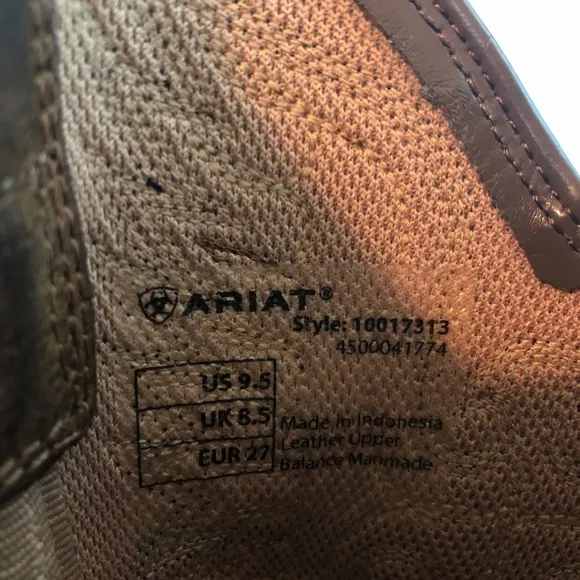 ARIAT®
Style: 10017313
4500041774
US 9.5
UK 8.5
EUR 27
Made in Indonesia
Leather Upper
Balance Manmade